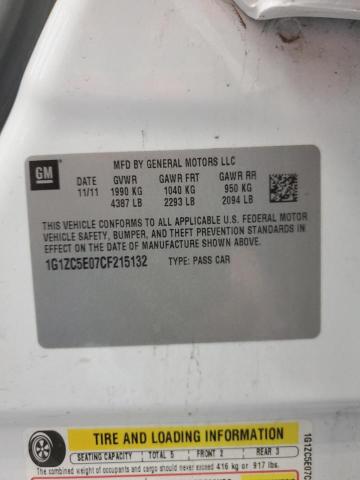 GM
MFD BY GENERAL MOTORS LLC
DATE GVWR GAWR FRT GAWR RR
11/11 1990 KG 1040 KG 950 KG
4387 LB 2293 LB 2094 LB
THIS VEHICLE CONFORMS TO ALL APPLICABLE U.S. FEDERAL MOTOR
VEHICLE SAFETY, BUMPER, AND THEFT PREVENTION STANDARDS IN
EFFECT ON THE DATE OF MANUFACTURE SHOWN ABOVE.
1G1ZC5E07CF215132 TYPE: PASS CAR
TIRE AND LOADING INFORMATION
SEATING CAPACITY TOTAL 5 FRONT 2 REAR 3
The combined weight of occupants and cargo should never exceed 416 kg or 917 lbs.
1G1ZC5E07C